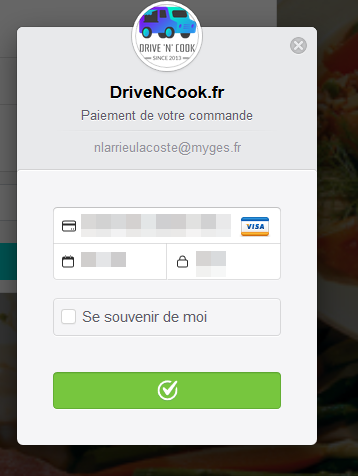 DRIVE 'N' COOK
SINCE 2013
DriveNCook.fr
Paiement de votre commande
nlarrieulacoste@myges.fr
VISA
Se souvenir de moi